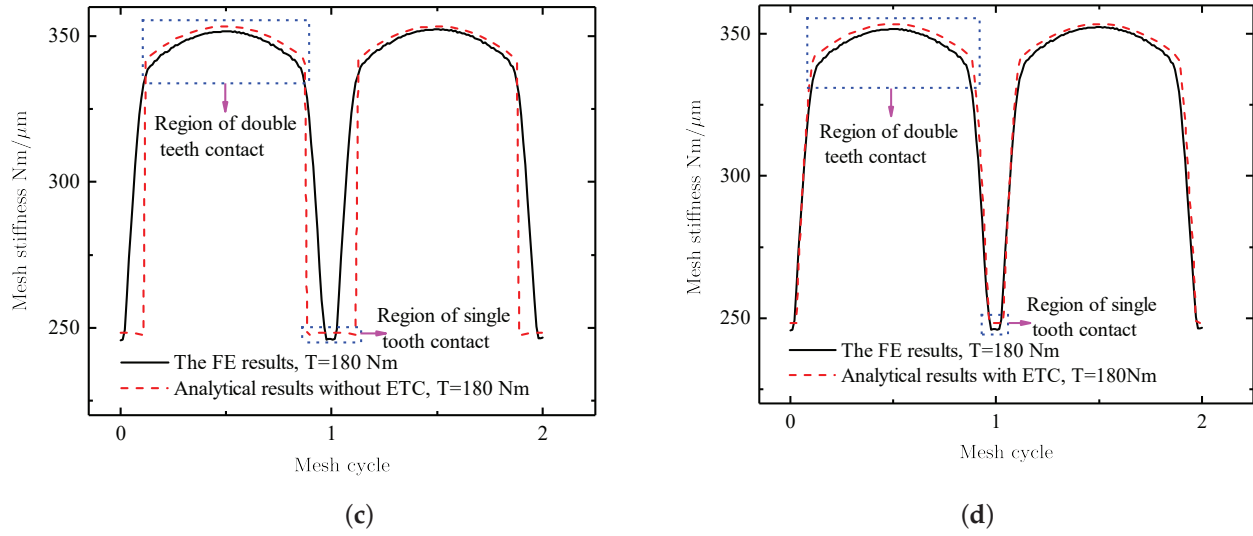 350
300
250
Mesh stiffness Nm/μm
Region of double
teeth contact
Region of single
tooth contact
The FE results, T=180 Nm
Analytical results without ETC, T=180 Nm
0
1
2
Mesh cycle
(c)
350
300
250
Mesh stiffness Nm/μm
Region of double
teeth contact
Region of single
tooth contact
The FE results, T=180 Nm
Analytical results with ETC, T=180Nm
0
1
2
Mesh cycle
(d)